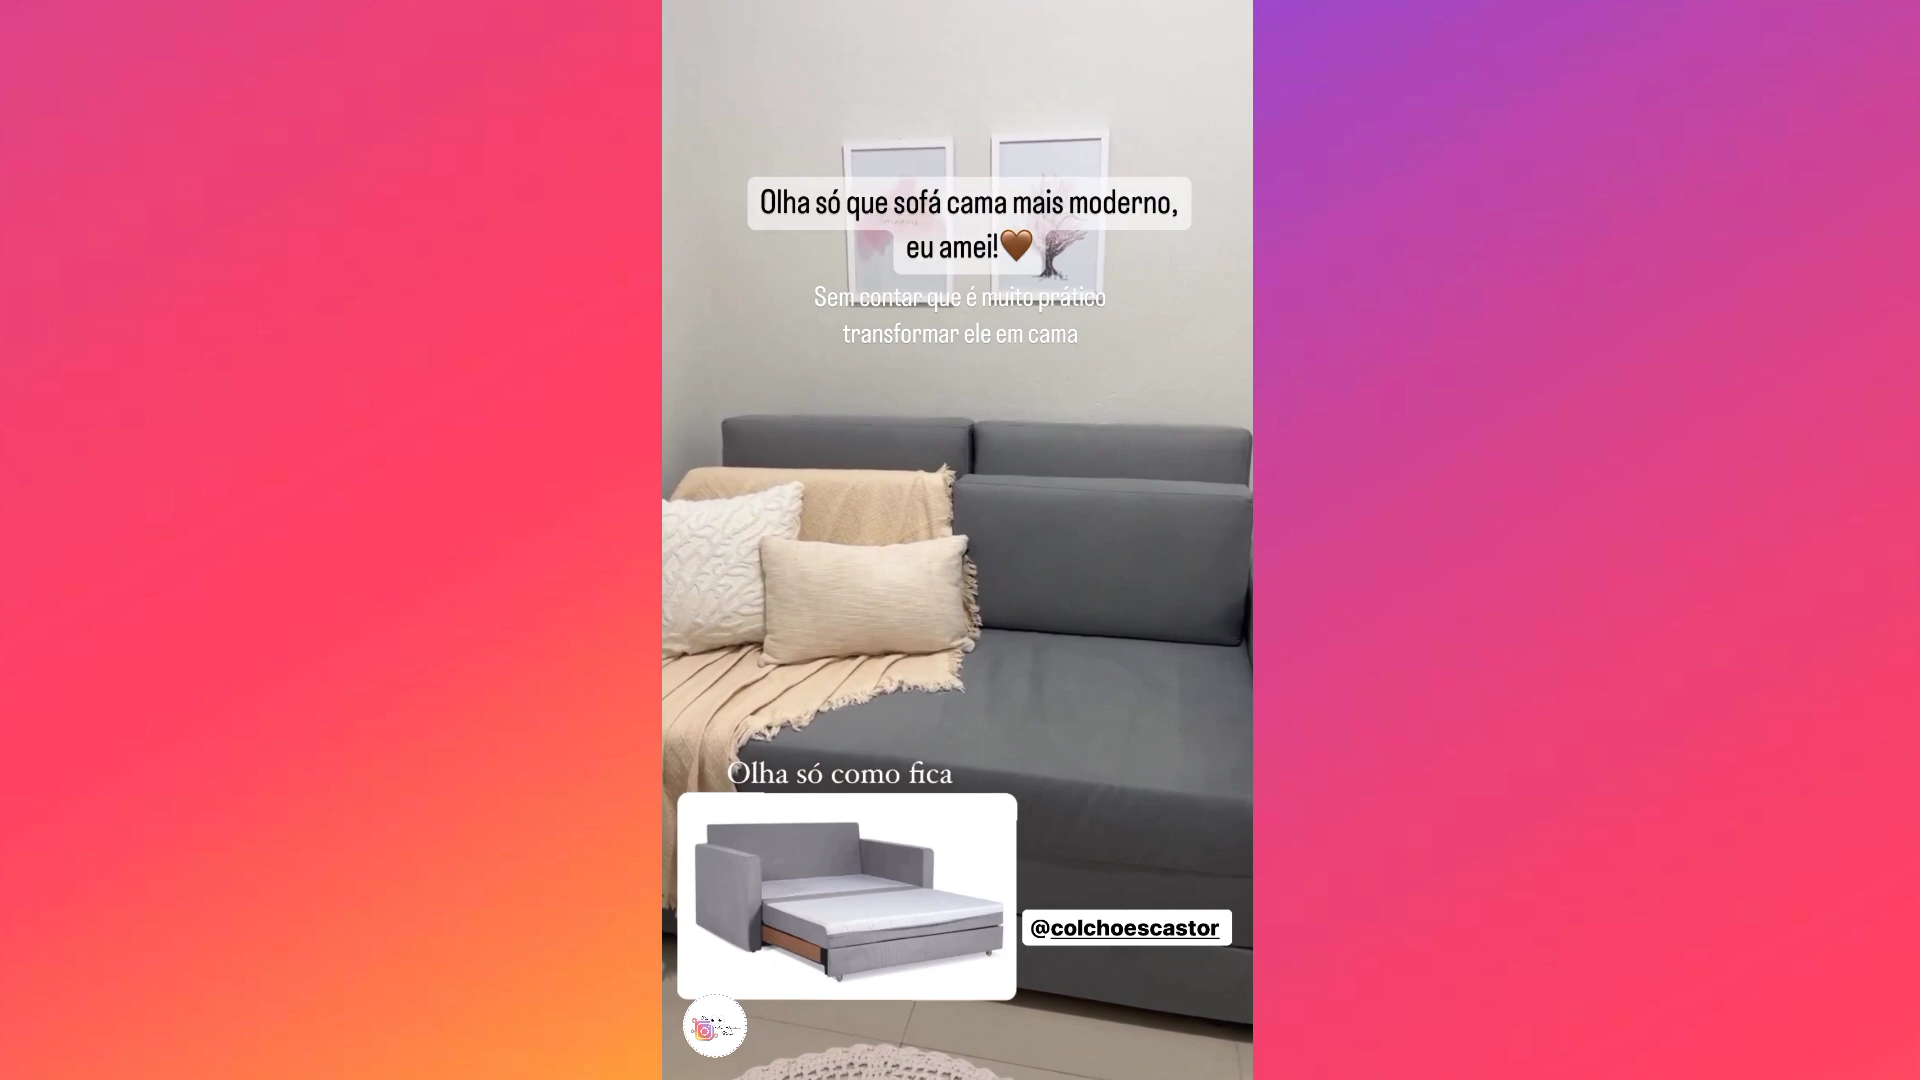 Olha só que sofá cama mais moderno,
eu amei!🤎
Sem contar que é muito prático
transformar ele em cama
Olha só como fica
@colchoescastor